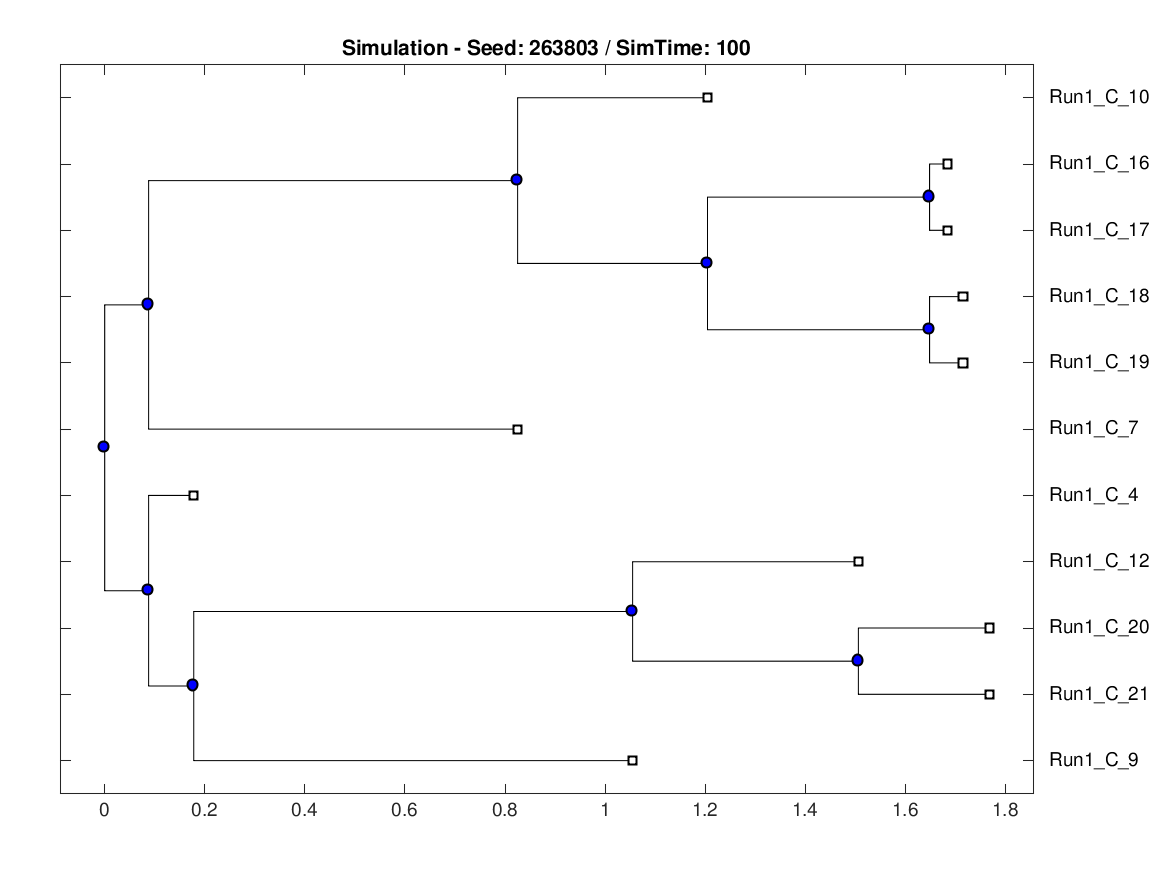 Simulation - Seed: 263803 / SimTime: 100
Run1_C_10
Run1_C_16
Run1_C_17
Run1_C_18
Run1_C_19
Run1_C_7
Run1_C_4
Run1_C_12
Run1_C_20
Run1_C_21
Run1_C_9
0 0.2 0.4 0.6 0.8 1 1.2 1.4 1.6 1.8